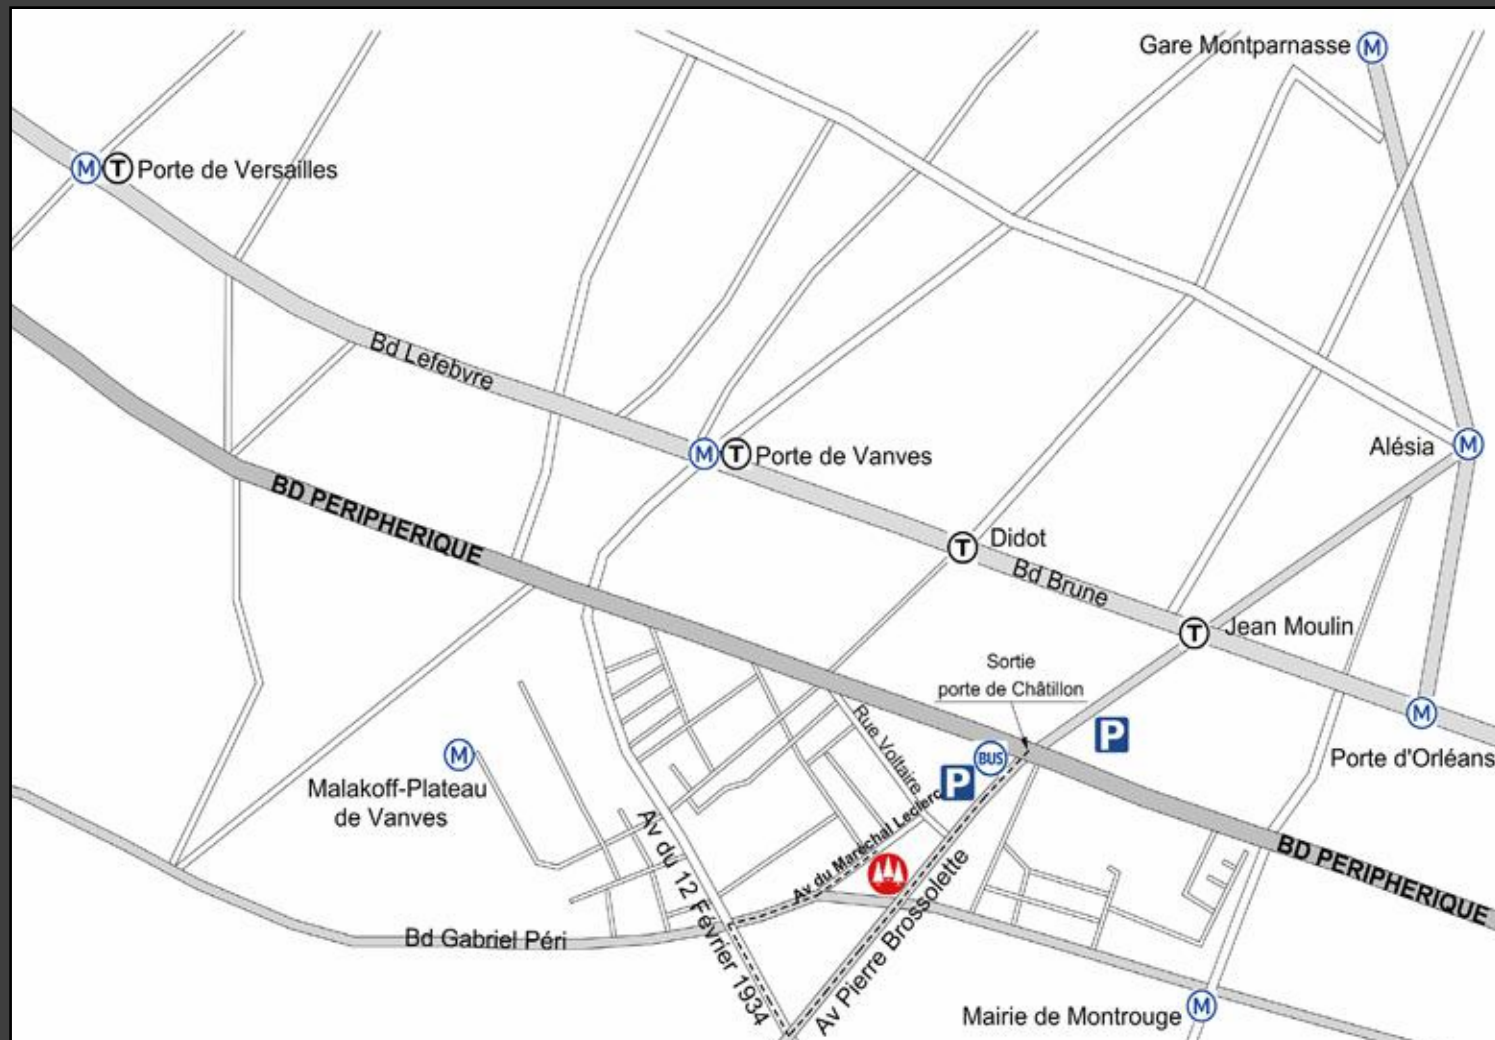 Gare Montparnasse M
M T Porte de Versailles
Bd Lefebvre
Alésia M
M T Porte de Vanves
BD PERIPHERIQUE
T Didot
Bd Brune
T Jean Moulin
Sortie
porte de Châtillon
M
Porte d'Orléans
P
BUS
P
Rue Voltaire
M
Malakoff-Plateau
de Vanves
Av du Maréchal Leclerc
Av du 12 Février 1934
BD PERIPHERIQUE
Av Pierre Brossolette
Bd Gabriel Péri
Mairie de Montrouge M